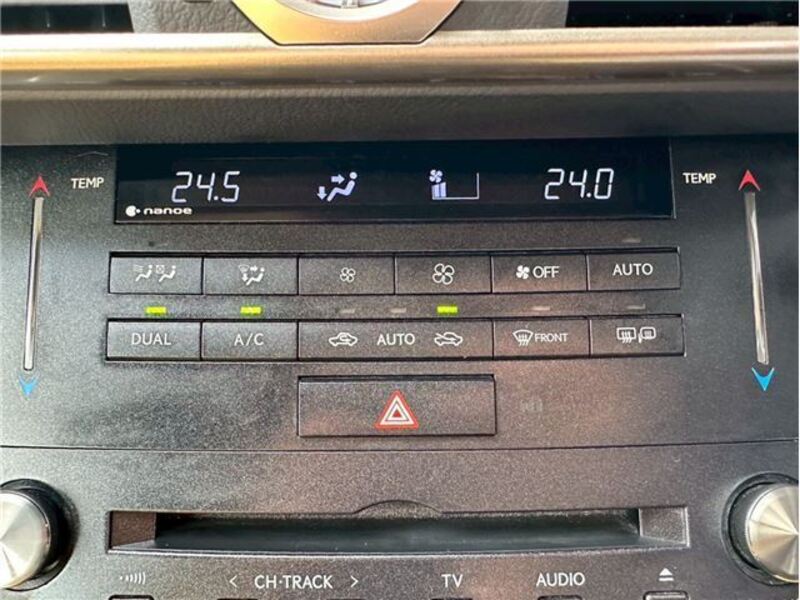 TEMP 24.5 24.0 TEMP
nanoe
OFF AUTO
DUAL A/C AUTO FRONT
< CH·TRACK > TV AUDIO